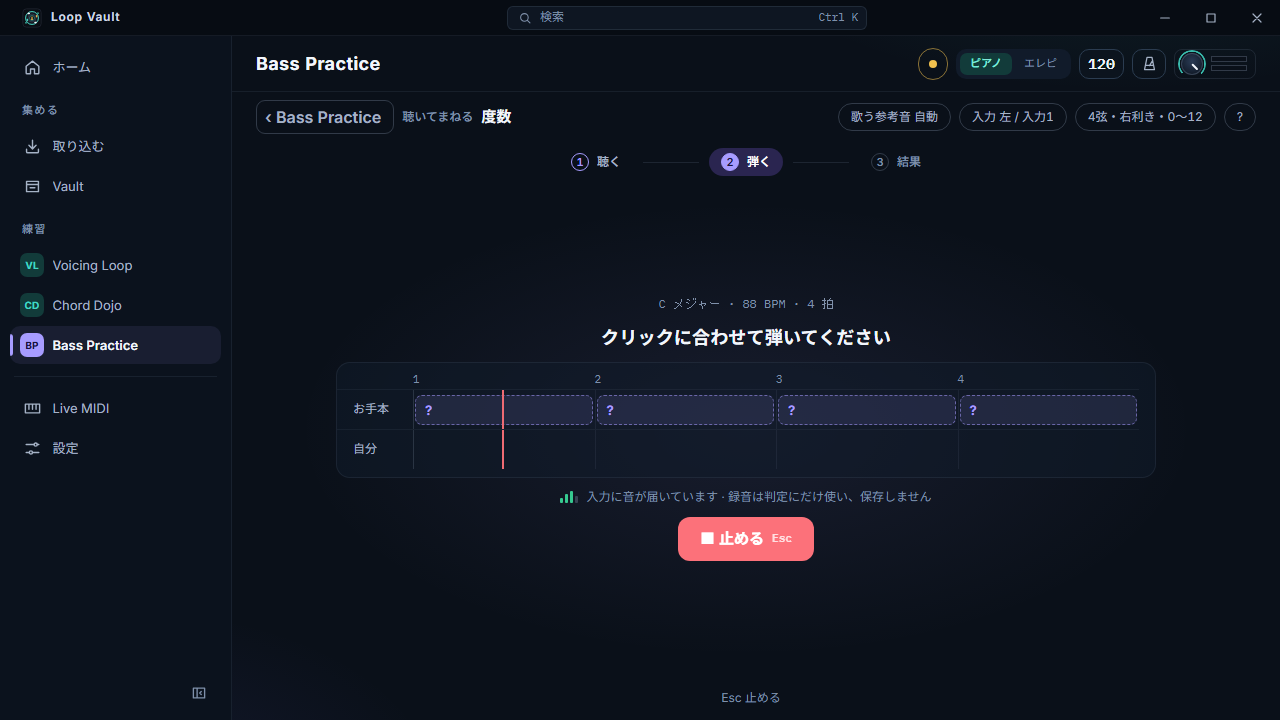 Loop Vault
検索
Ctrl K
ホーム
集める
取り込む
Vault
練習
VL Voicing Loop
CD Chord Dojo
BP Bass Practice
Live MIDI
設定
Bass Practice
ピアノ
エレピ
120
‹ Bass Practice
聴いてまねる
度数
歌う参考音 自動
入力 左 / 入力1
4弦・右利き・0〜12
?
1 聴く
2 弾く
3 結果
C メジャー · 88 BPM · 4 拍
クリックに合わせて弾いてください
1 2 3 4
お手本 ? ? ? ?
自分
入力に音が届いています · 録音は判定にだけ使い、保存しません
止める Esc
Esc 止める